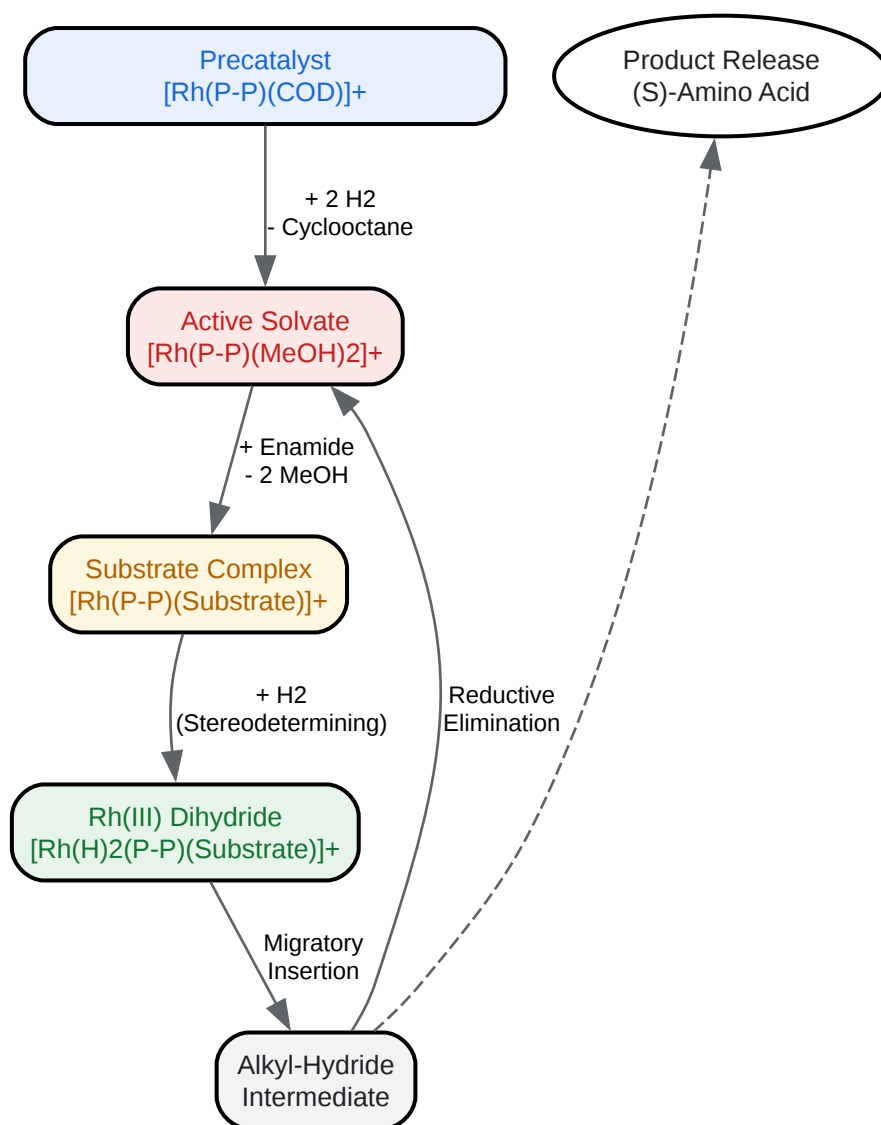 Precatalyst
[Rh(P-P)(COD)]+
Product Release
(S)-Amino Acid
+ 2 H2
- Cyclooctane
Active Solvate
[Rh(P-P)(MeOH)2]+
+ Enamide
- 2 MeOH
Substrate Complex
[Rh(P-P)(Substrate)]+
+ H2
(Stereodetermining)
Reductive
Elimination
Rh(III) Dihydride
[Rh(H)2(P-P)(Substrate)]+
Migratory
Insertion
Alkyl-Hydride
Intermediate